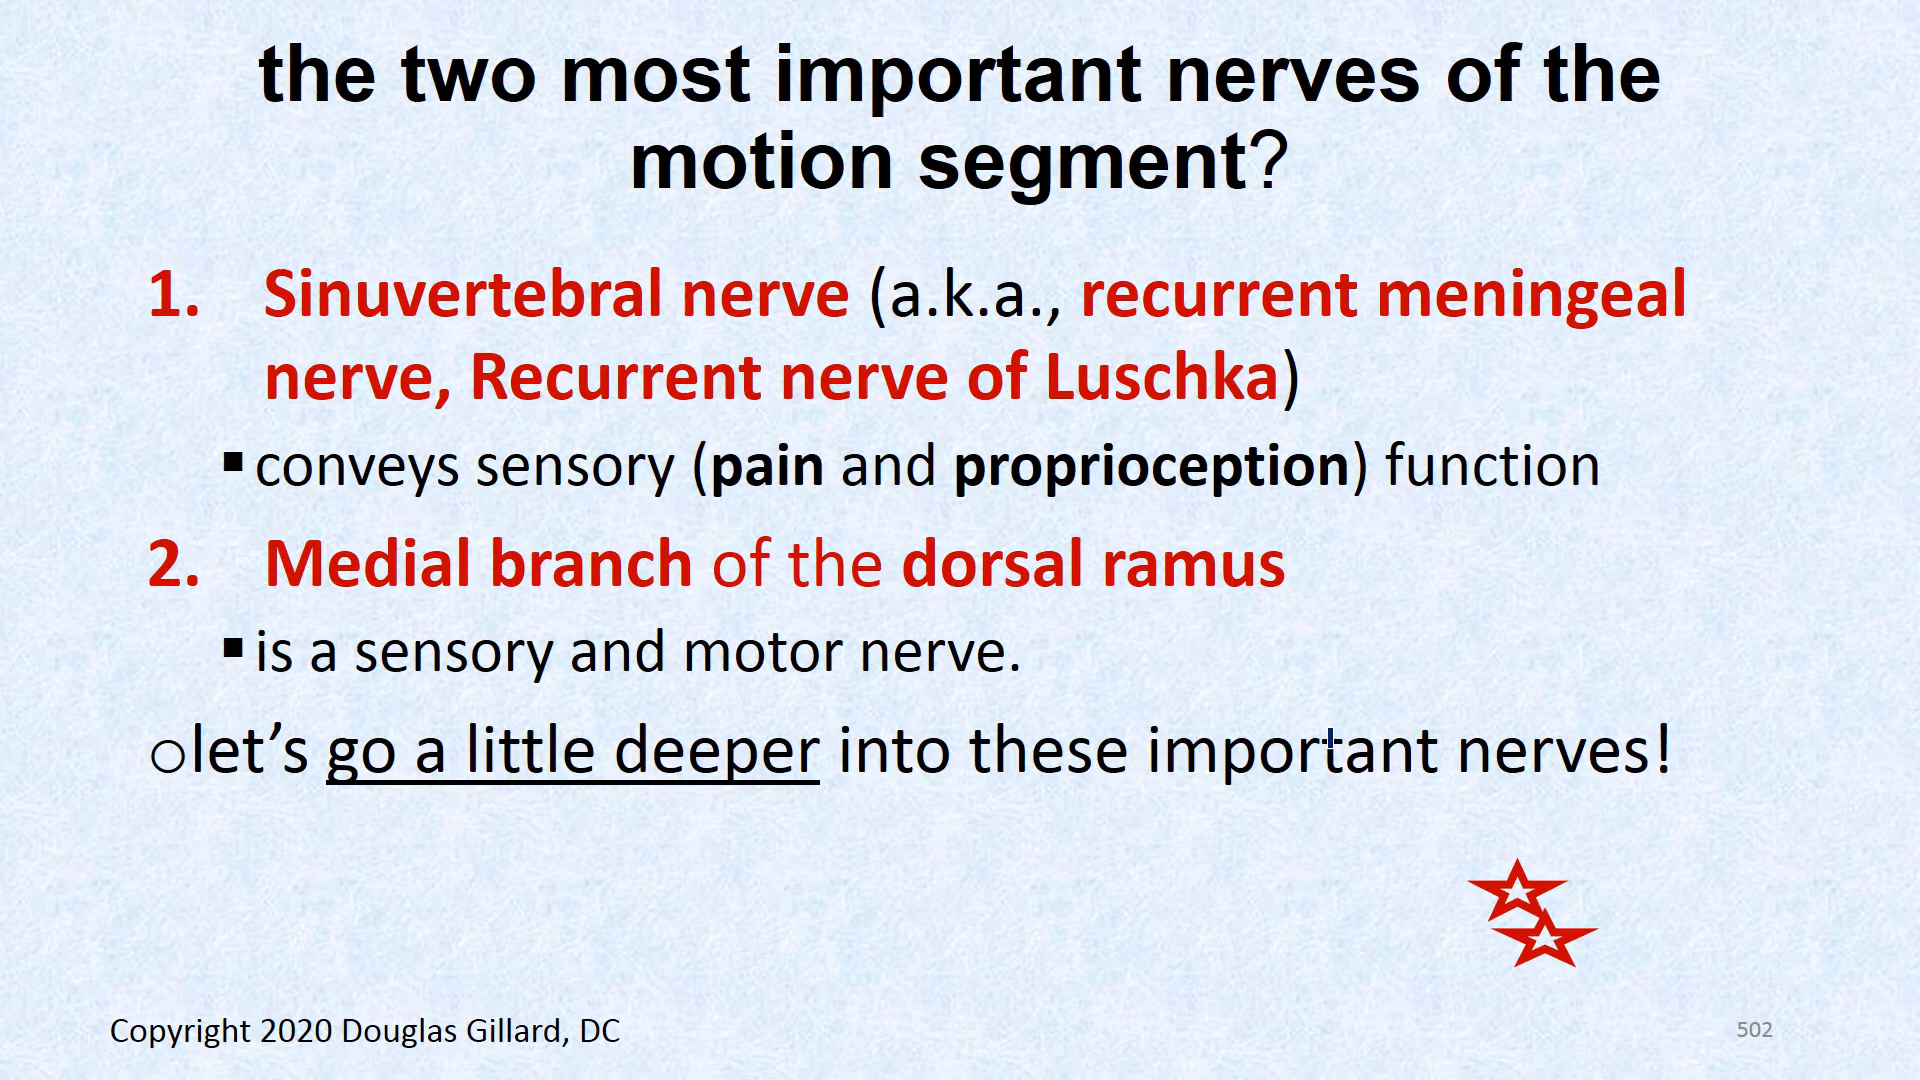 the two most important nerves of the
motion segment?
1. Sinuvertebral nerve (a.k.a., recurrent meningeal
nerve, Recurrent nerve of Luschka)
▪ conveys sensory (pain and proprioception) function
2. Medial branch of the dorsal ramus
▪ is a sensory and motor nerve.
○let’s go a little deeper into these important nerves!
Copyright 2020 Douglas Gillard, DC
502